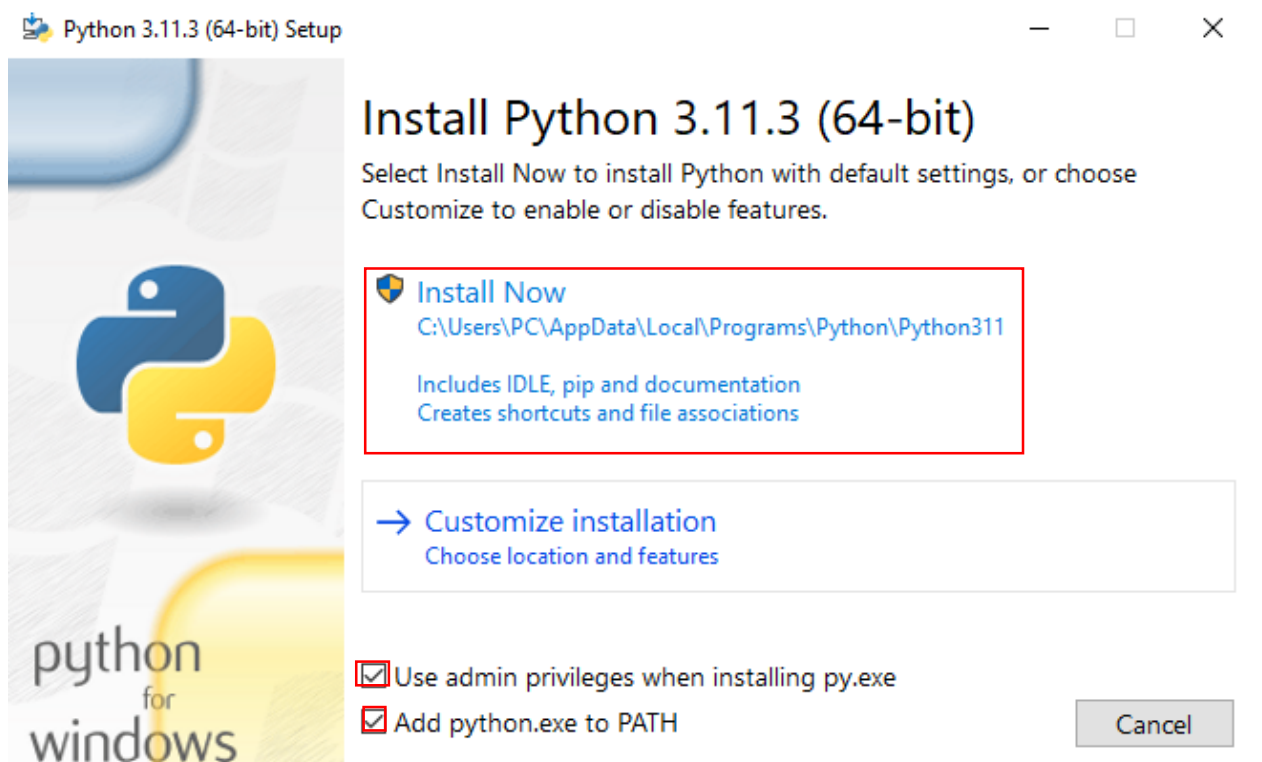 Python 3.11.3 (64-bit) Setup
Install Python 3.11.3 (64-bit)
Select Install Now to install Python with default settings, or choose
Customize to enable or disable features.
Install Now
C:\Users\PC\AppData\Local\Programs\Python\Python311
Includes IDLE, pip and documentation
Creates shortcuts and file associations
Customize installation
Choose location and features
Use admin privileges when installing py.exe
Add python.exe to PATH
Cancel
python
for
windows